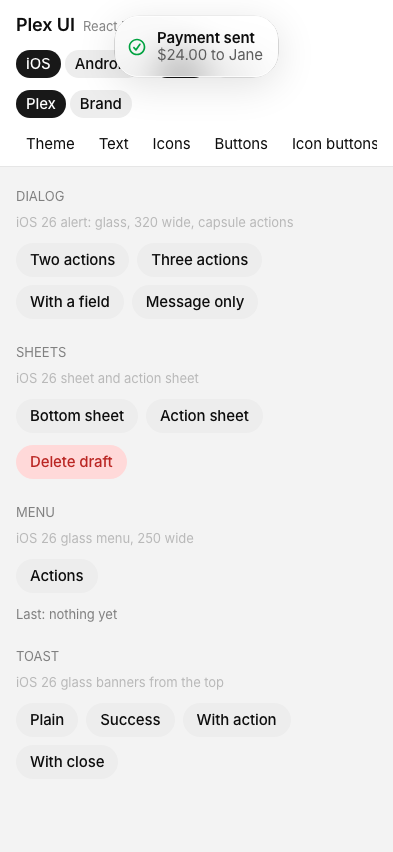 Plex UI React
Payment sent
$24.00 to Jane
iOS
Plex Brand
Theme Text Icons Buttons Icon buttons
DIALOG
iOS 26 alert: glass, 320 wide, capsule actions
Two actions Three actions
With a field Message only
SHEETS
iOS 26 sheet and action sheet
Bottom sheet Action sheet
Delete draft
MENU
iOS 26 glass menu, 250 wide
Actions
Last: nothing yet
TOAST
iOS 26 glass banners from the top
Plain Success With action
With close